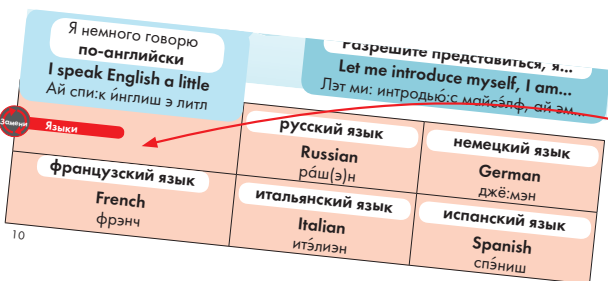 Я немного говорю
по-английски
I speak English a little
Ай спи:к и́нглиш э литл
Разрешите представиться, я...
Let me introduce myself, I am...
Лэт ми: интродью́:с майсэ́лф, ай эм...
Замени
Языки
русский язык
Russian
ра́ш(э)н
немецкий язык
German
джё:мэн
французский язык
French
фрэнч
итальянский язык
Italian
итэ́лиэн
испанский язык
Spanish
спэ́ниш
10